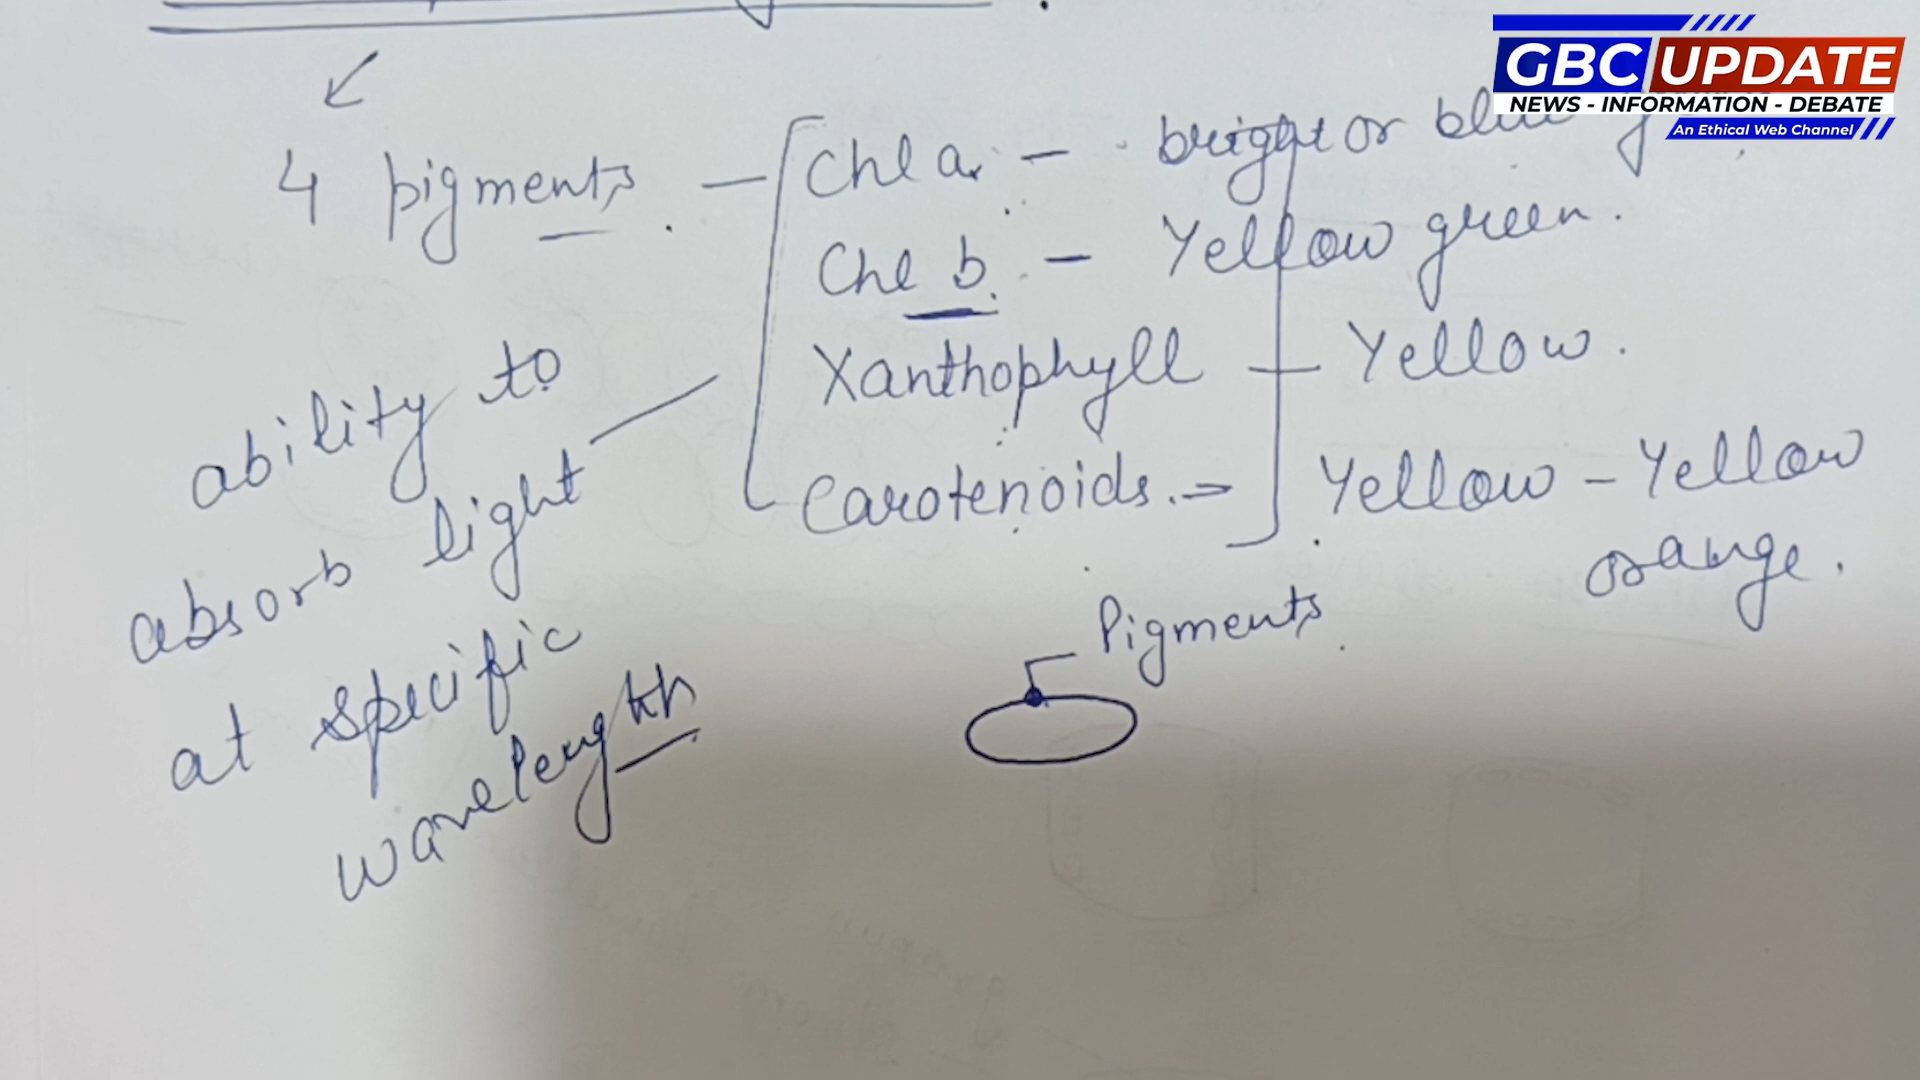 GBC UPDATE
NEWS - INFORMATION - DEBATE
An Ethical Web Channel
4 pigments - Chl a - bright or blue
Chl b - Yellow green.
Xanthophyll - Yellow.
Carotenoids. - Yellow - Yellow
orange.
ability to
absorb light
at specific
wavelength
Pigments